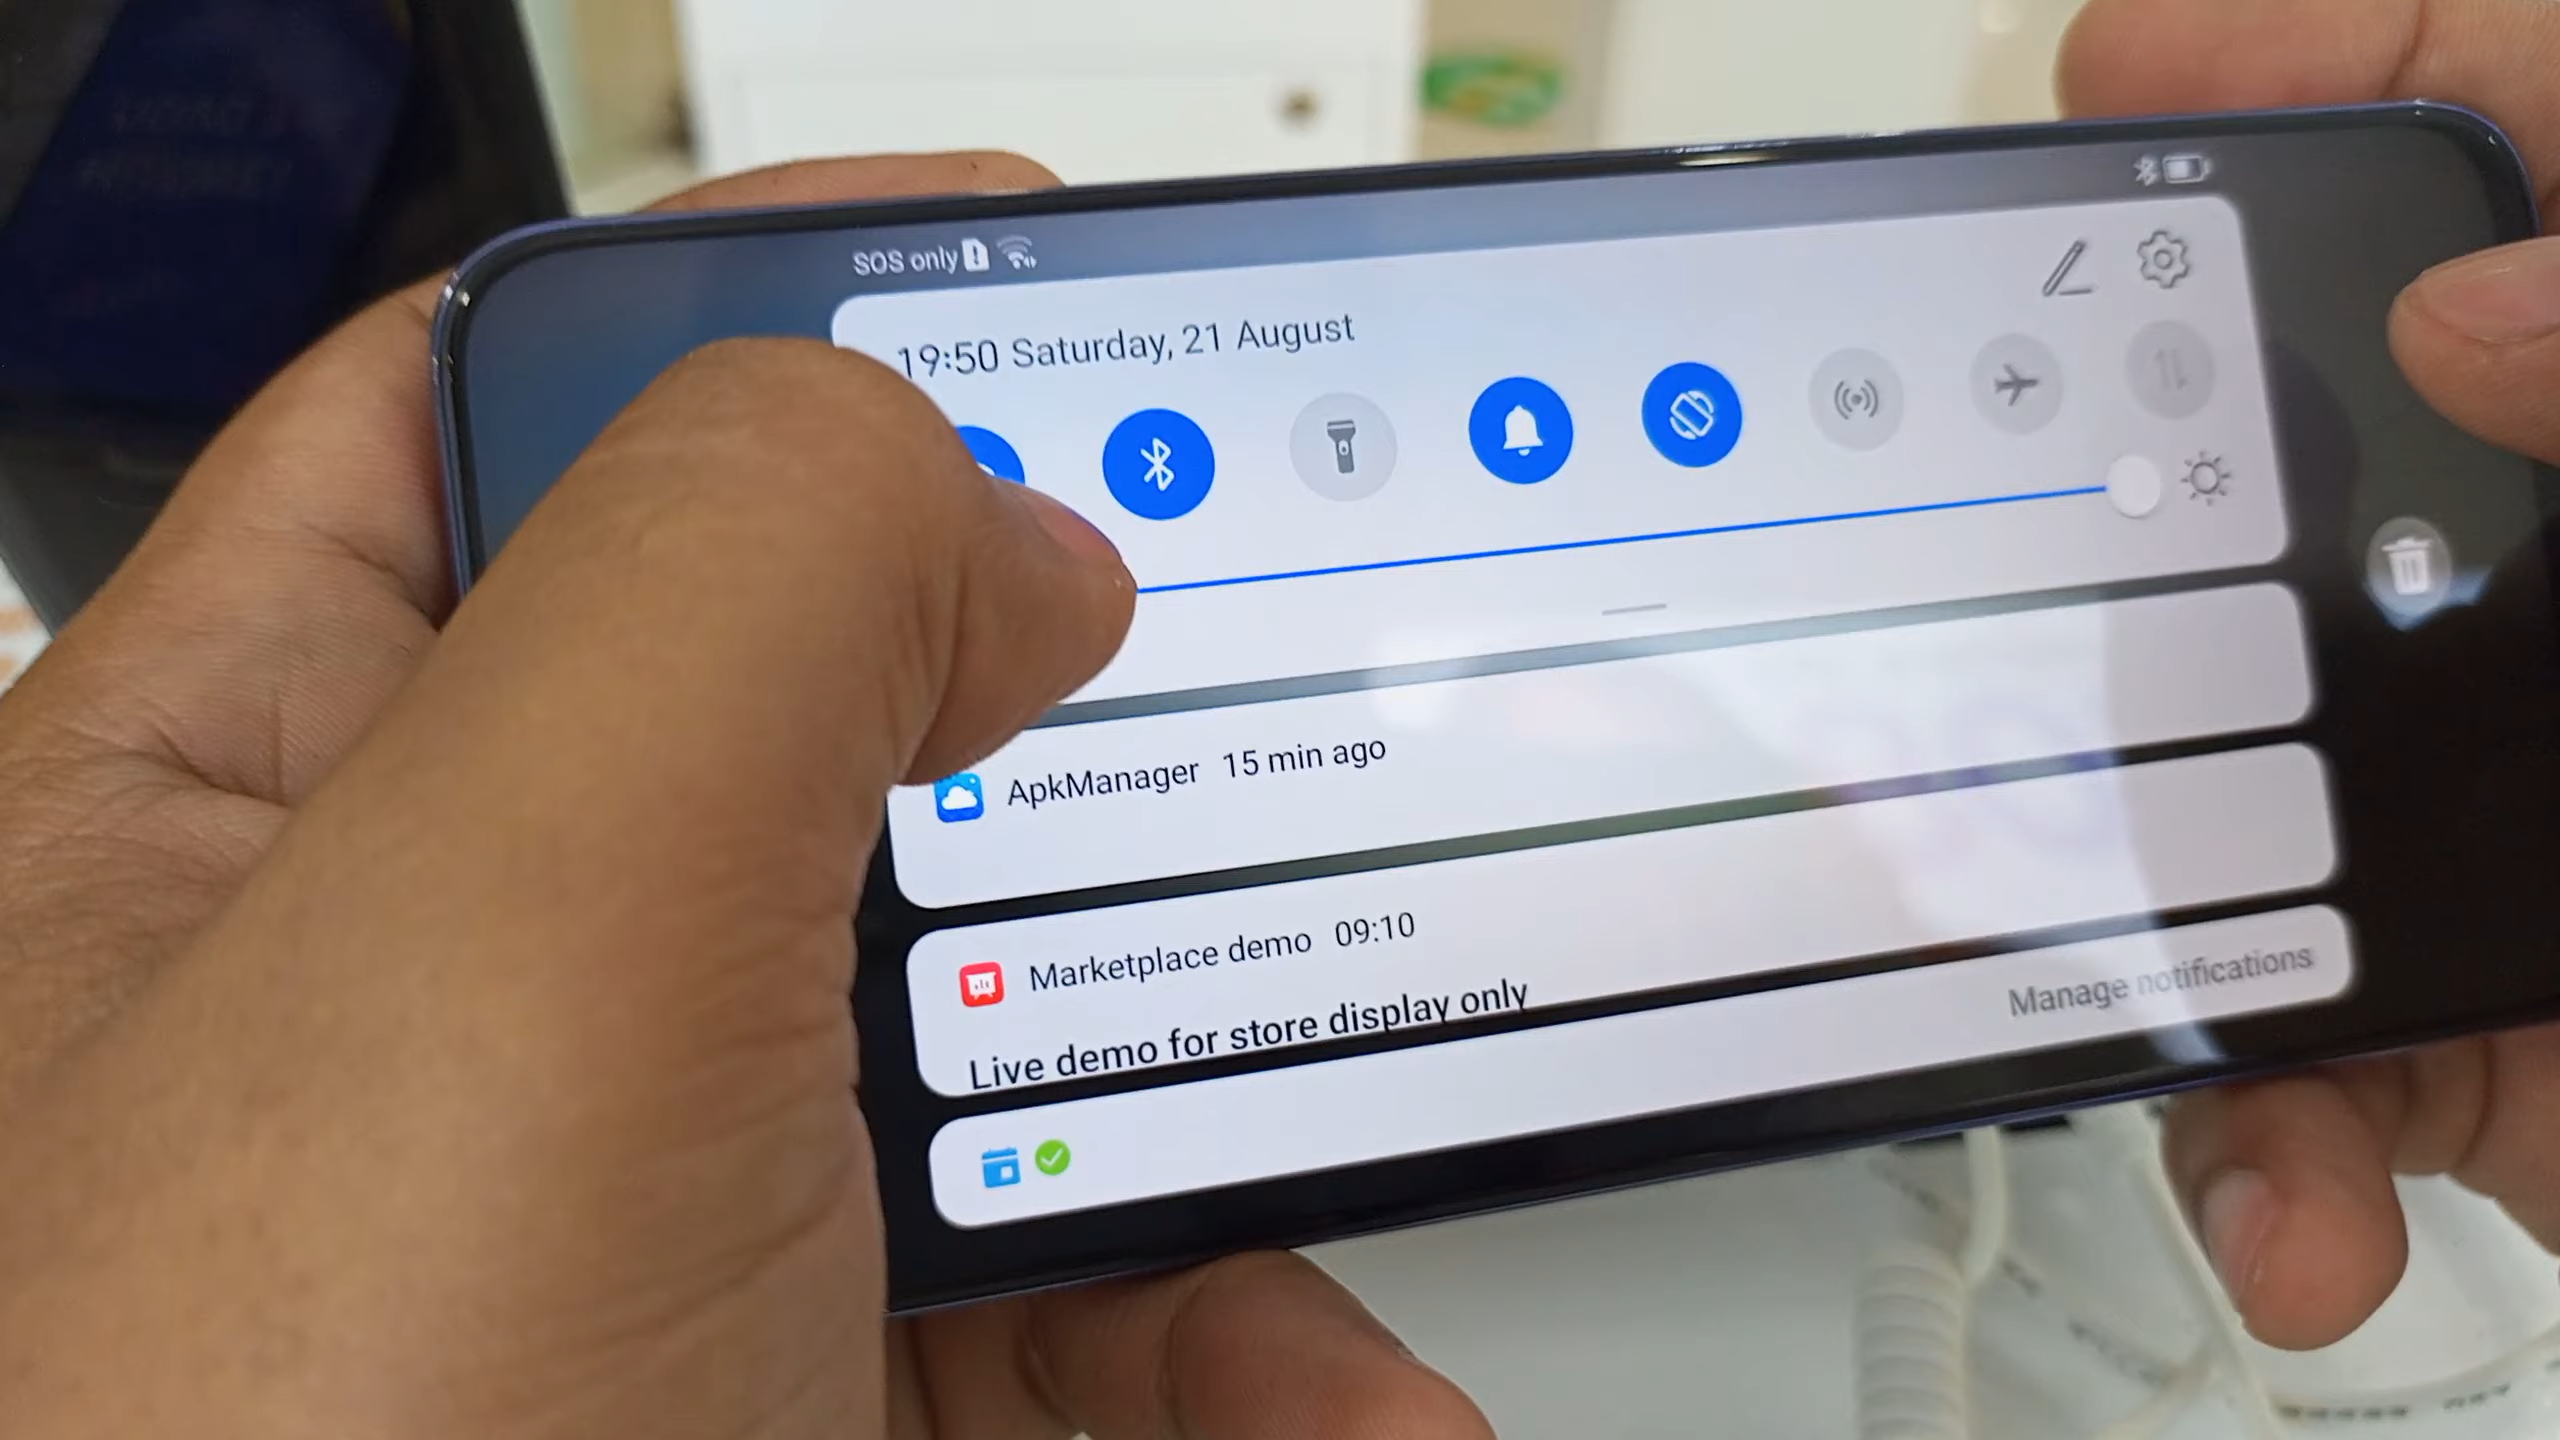 SOS only
19:50 Saturday, 21 August
ApkManager 15 min ago
Marketplace demo 09:10
Live demo for store display only
Manage notifications